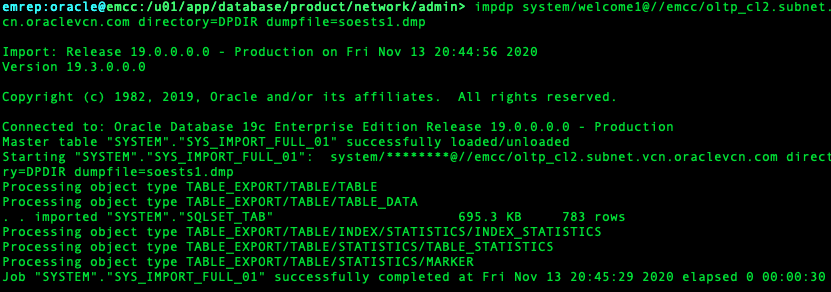 emrep:oracle@emcc:/u01/app/database/product/network/admin> impdp system/welcome1@//emcc/oltp_cl2.subnet.
cn.oraclevcn.com directory=DPDIR dumpfile=soests1.dmp
Import: Release 19.0.0.0.0 - Production on Fri Nov 13 20:44:56 2020
Version 19.3.0.0.0
Copyright (c) 1982, 2019, Oracle and/or its affiliates.  All rights reserved.
Connected to: Oracle Database 19c Enterprise Edition Release 19.0.0.0.0 - Production
Master table "SYSTEM"."SYS_IMPORT_FULL_01" successfully loaded/unloaded
Starting "SYSTEM"."SYS_IMPORT_FULL_01":  system/********@//emcc/oltp_cl2.subnet.vcn.oraclevcn.com direct
ry=DPDIR dumpfile=soests1.dmp
Processing object type TABLE_EXPORT/TABLE/TABLE
Processing object type TABLE_EXPORT/TABLE/TABLE_DATA
. . imported "SYSTEM"."SQLSET_TAB"                         695.3 KB     783 rows
Processing object type TABLE_EXPORT/TABLE/INDEX/STATISTICS/INDEX_STATISTICS
Processing object type TABLE_EXPORT/TABLE/STATISTICS/TABLE_STATISTICS
Processing object type TABLE_EXPORT/TABLE/STATISTICS/MARKER
Job "SYSTEM"."SYS_IMPORT_FULL_01" successfully completed at Fri Nov 13 20:45:29 2020 elapsed 0 00:00:30